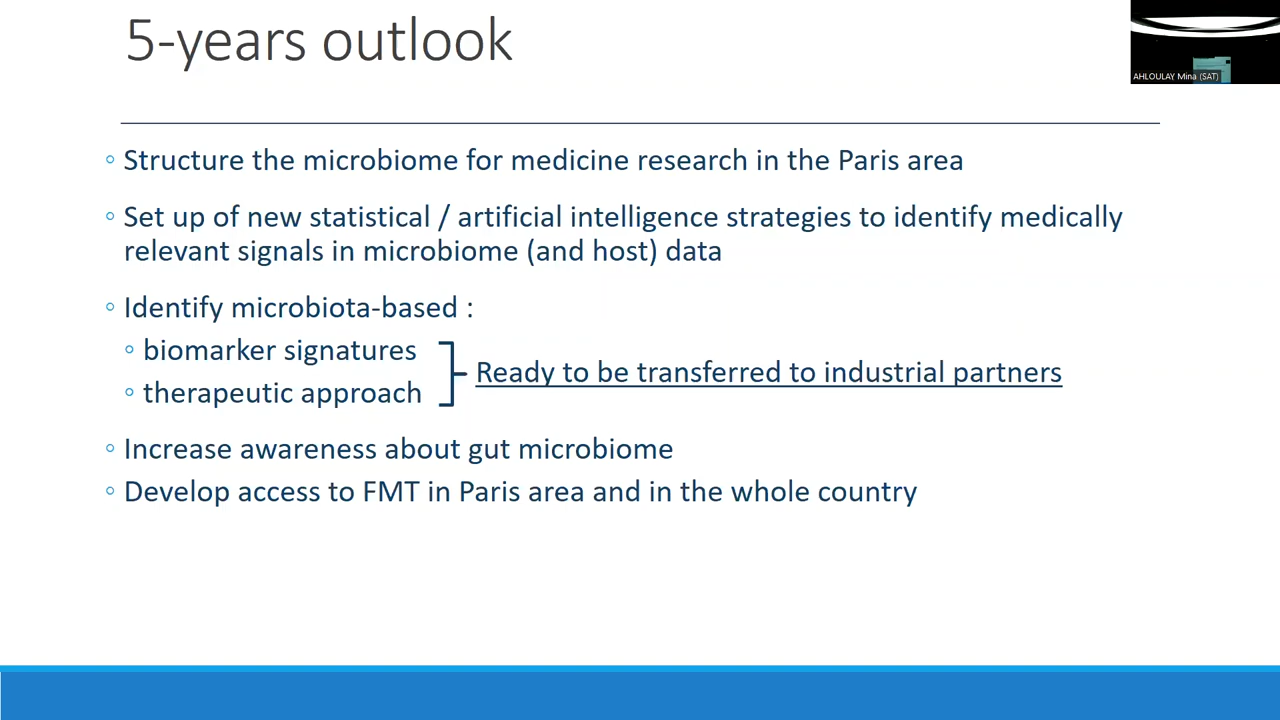 5-years outlook
AHLOULAY Mina (SAT)
◦ Structure the microbiome for medicine research in the Paris area
◦ Set up of new statistical / artificial intelligence strategies to identify medically
relevant signals in microbiome (and host) data
◦ Identify microbiota-based :
◦ biomarker signatures
◦ therapeutic approach
Ready to be transferred to industrial partners
◦ Increase awareness about gut microbiome
◦ Develop access to FMT in Paris area and in the whole country